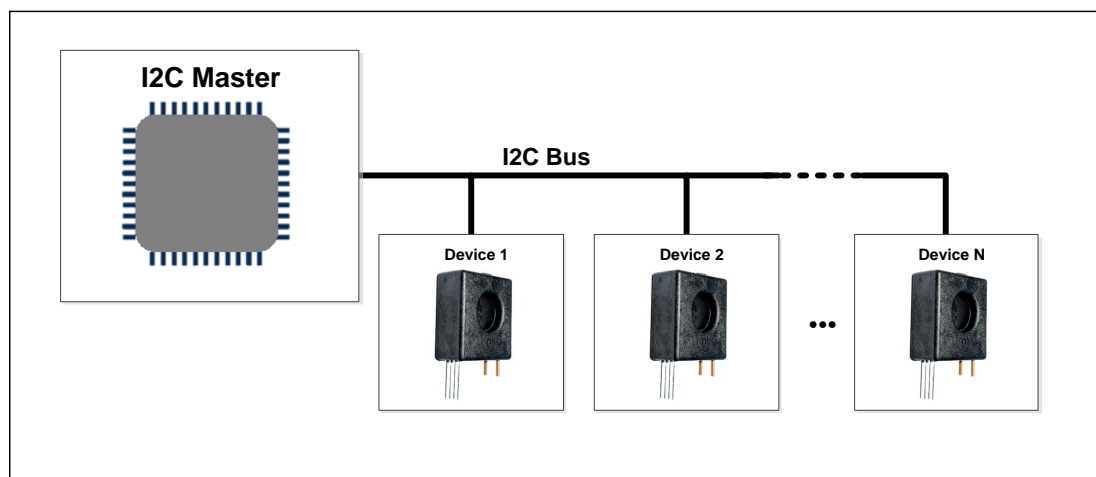 I2C Master
I2C Bus
Device 1
Device 2
Device N
...